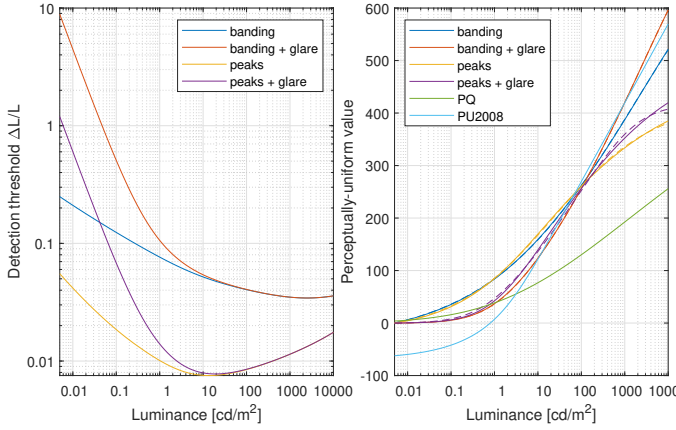 10
1
0.1
0.01
Detection threshold ΔL/L
banding
banding + glare
peaks
peaks + glare
0.01 0.1 1 10 100 1000 10000
Luminance [cd/m²]
600
500
400
300
200
100
0
-100
Perceptually-uniform value
banding
banding + glare
peaks
peaks + glare
PQ
PU2008
0.01 0.1 1 10 100 1000 10000
Luminance [cd/m²]